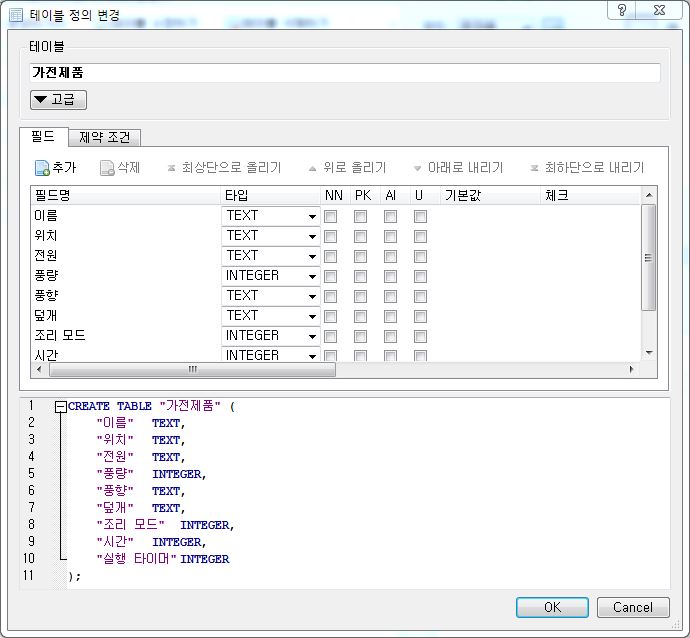 테이블 정의 변경
테이블
가전제품
고급
필드 제약 조건
추가 삭제 최상단으로 올리기 위로 올리기 아래로 내리기 최하단으로 내리기
필드명 타입 NN PK AI U 기본값 체크
이름 TEXT
위치 TEXT
전원 TEXT
풍량 INTEGER
풍향 TEXT
덮개 TEXT
조리 모드 INTEGER
시간 INTEGER
1 CREATE TABLE "가전제품" (
2 "이름" TEXT,
3 "위치" TEXT,
4 "전원" TEXT,
5 "풍량" INTEGER,
6 "풍향" TEXT,
7 "덮개" TEXT,
8 "조리 모드" INTEGER,
9 "시간" INTEGER,
10 "실행 타이머" INTEGER
11 );
OK Cancel